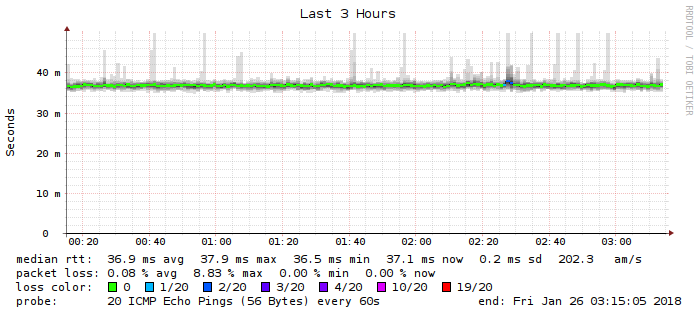 Last 3 Hours
RRDTOOL / TOBI OETIKER
Seconds
40 m
30 m
20 m
10 m
0
00:20 00:40 01:00 01:20 01:40 02:00 02:20 02:40 03:00
median rtt: 36.9 ms avg 37.9 ms max 36.5 ms min 37.1 ms now 0.2 ms sd 202.3 am/s
packet loss: 0.08 % avg 8.83 % max 0.00 % min 0.00 % now
loss color: 0 1/20 2/20 3/20 4/20 10/20 19/20
probe: 20 ICMP Echo Pings (56 Bytes) every 60s end: Fri Jan 26 03:15:05 2018